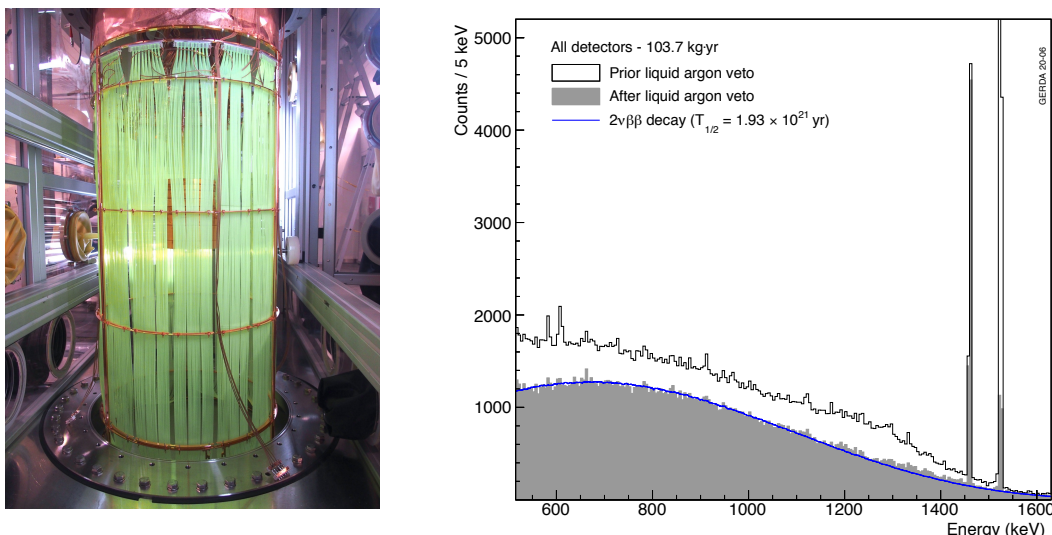 Counts / 5 keV
5000
4000
3000
2000
1000
All detectors - 103.7 kg·yr
Prior liquid argon veto
After liquid argon veto
2νββ decay (T1/2 = 1.93 × 10²¹ yr)
GERDA 20-06
600 800 1000 1200 1400 1600
Energy (keV)